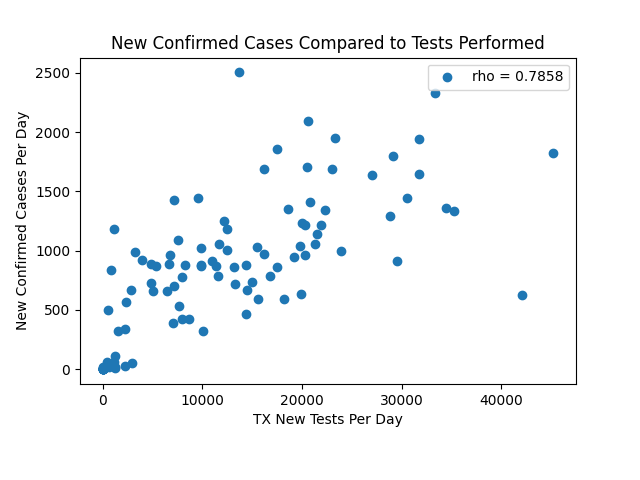 New Confirmed Cases Compared to Tests Performed
rho = 0.7858
New Confirmed Caeses Per Day
2500
2000
1500
1000
500
0
0 10000 20000 30000 40000
TX New Tests Per Day